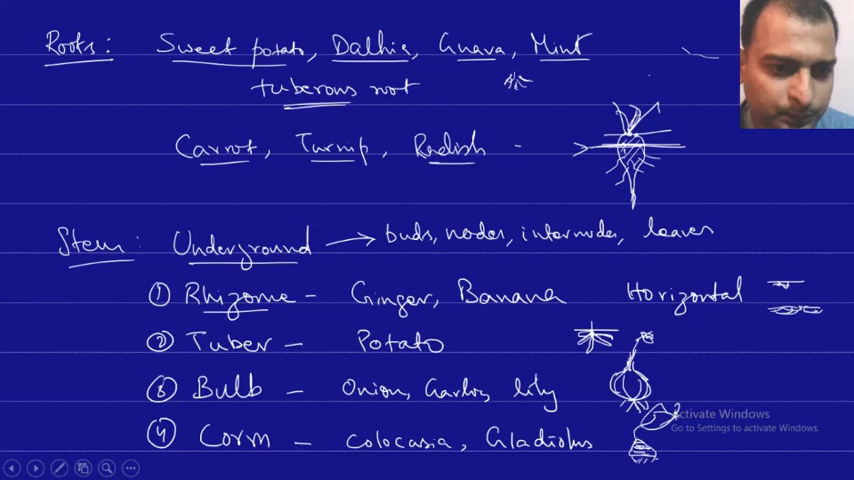 Roots: Sweet potato, Dalhia, Guava, Mint
tuberous root
Carrot, Turnip, Radish -
Stem: Underground → buds, nodes, internodes, leaves
① Rhizome - Ginger, Banana Horizontal
② Tuber - Potato
③ Bulb - Onion, Garlic, lily
④ Corm - Colocasia, Gladiolus
Activate Windows
Go to Settings to activate Windows.